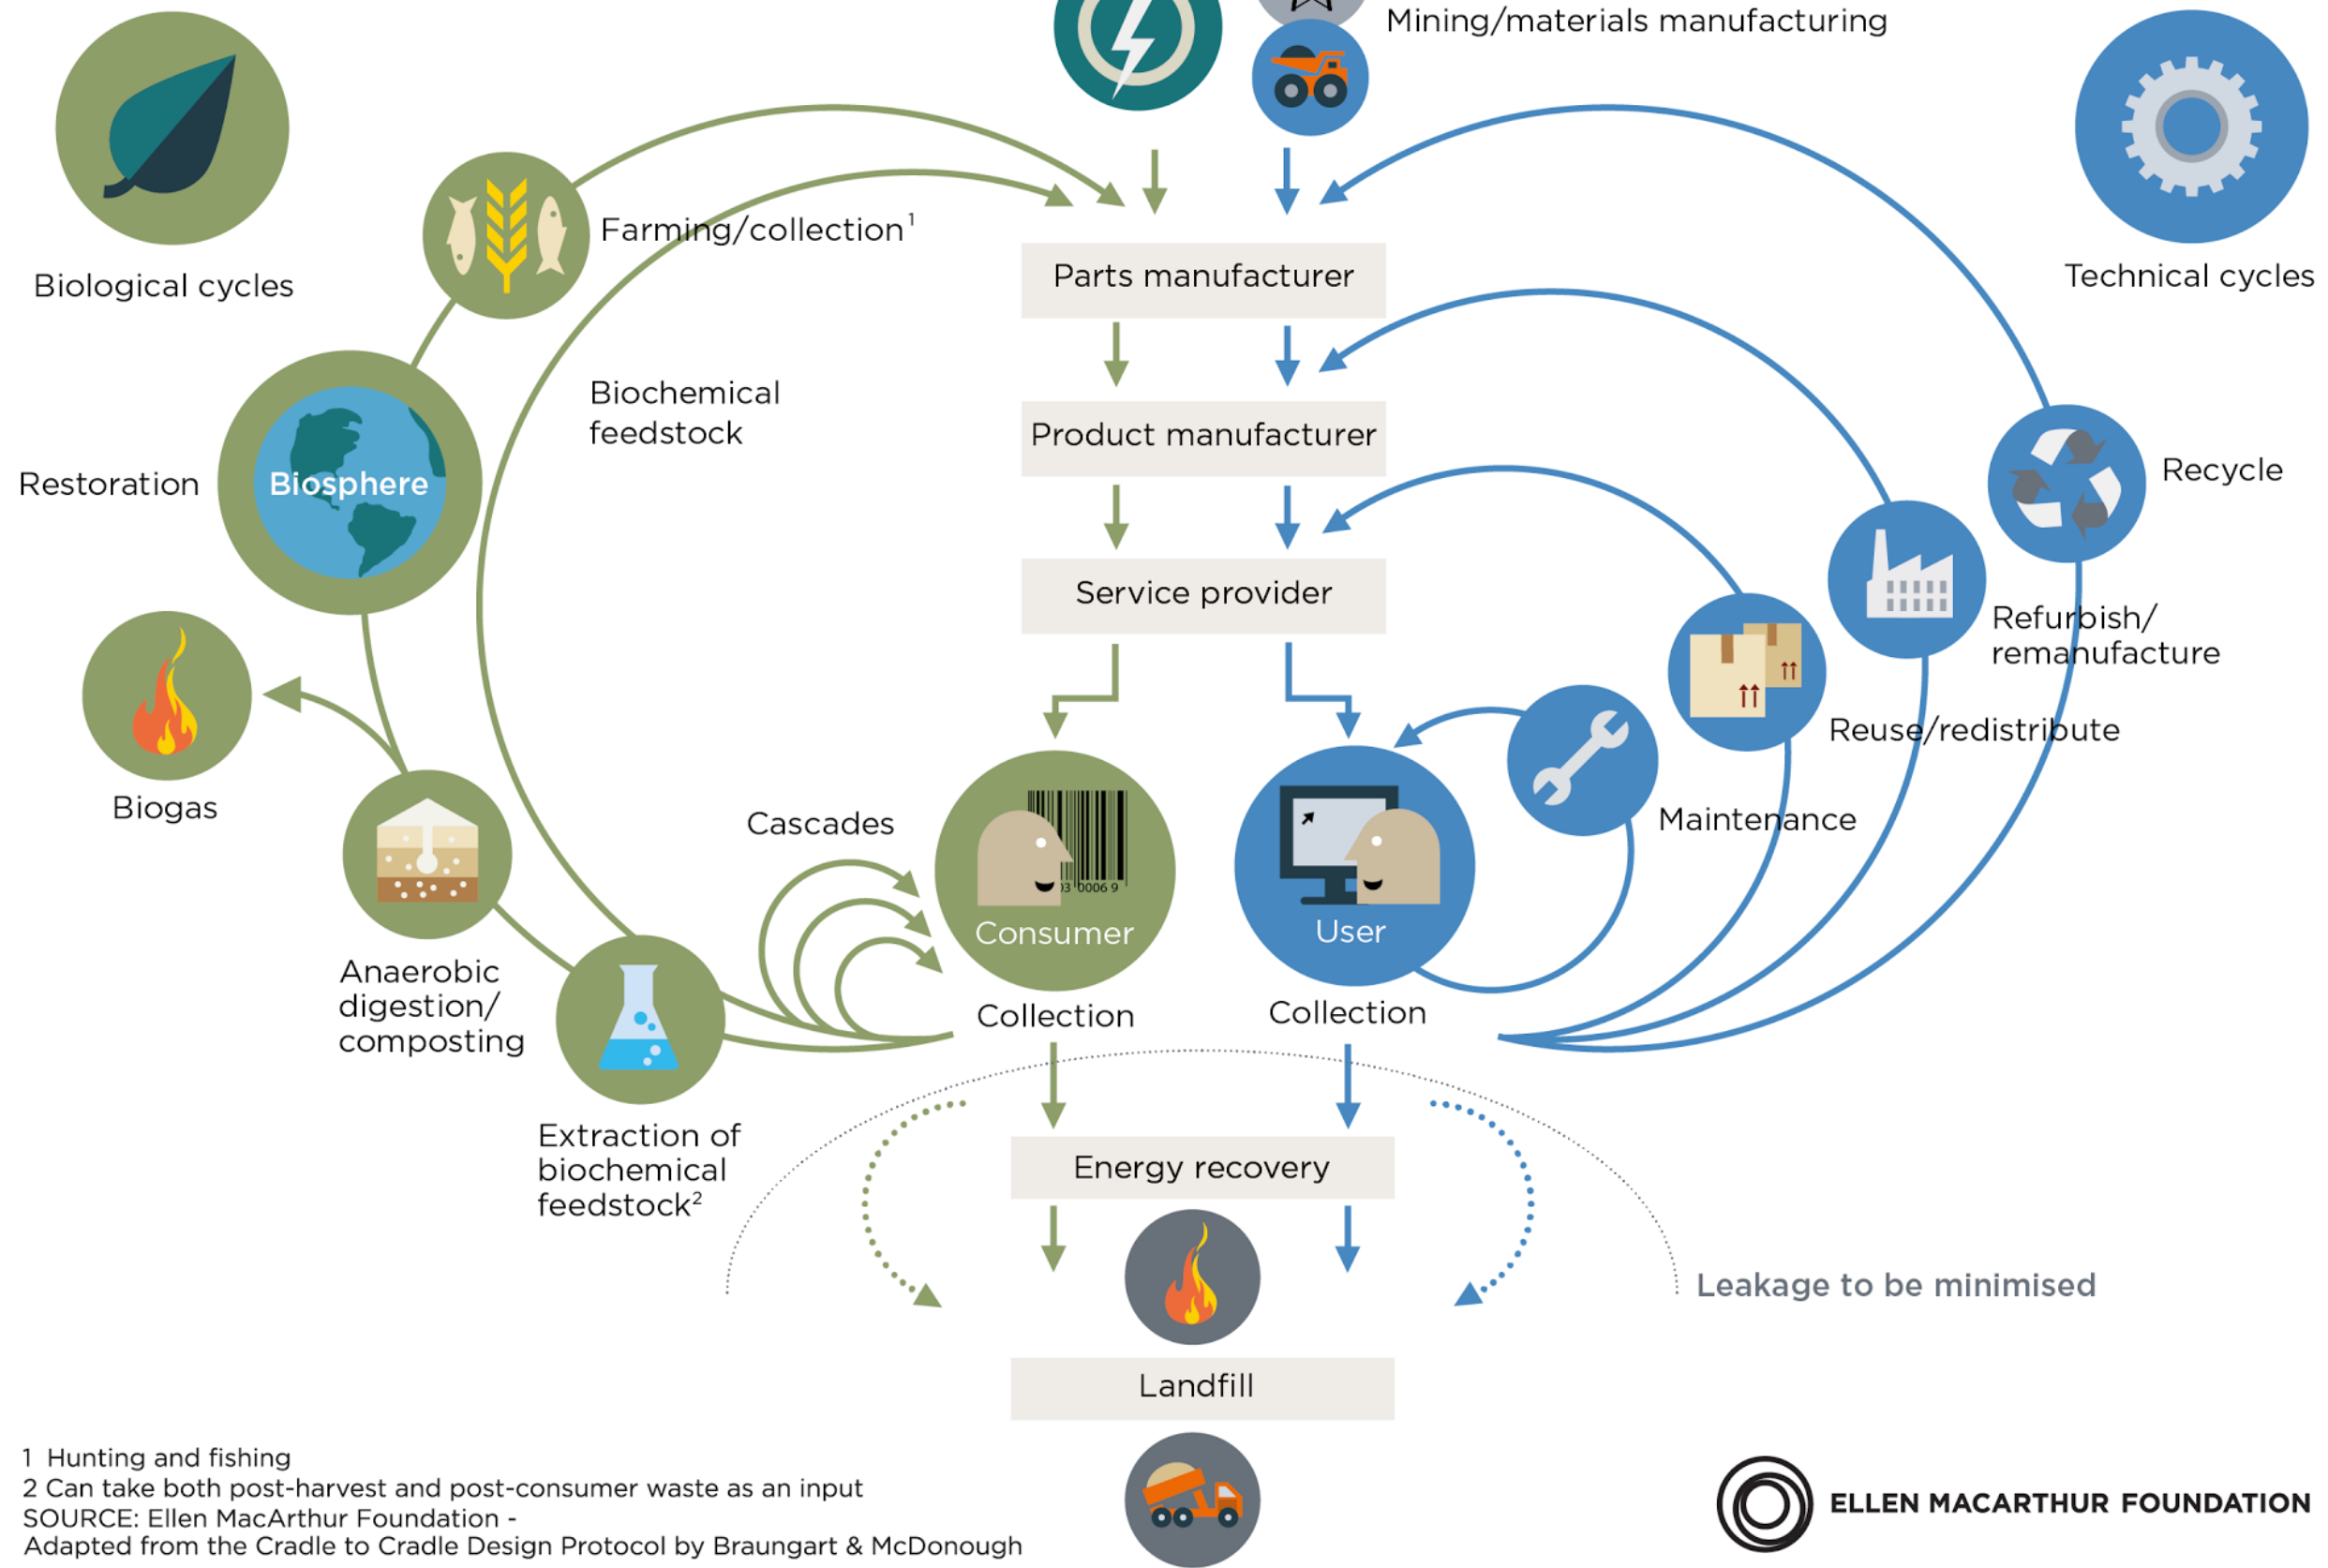 Mining/materials manufacturing
Biological cycles
Technical cycles
Farming/collection¹
Parts manufacturer
Biochemical
feedstock
Product manufacturer
Restoration
Biosphere
Recycle
Service provider
Refurbish/
remanufacture
Reuse/redistribute
Biogas
Cascades
Maintenance
03 0006 9
Consumer
User
Anaerobic
digestion/
composting
Collection
Collection
Extraction of
biochemical
feedstock²
Energy recovery
Leakage to be minimised
Landfill
1 Hunting and fishing
2 Can take both post-harvest and post-consumer waste as an input
SOURCE: Ellen MacArthur Foundation -
Adapted from the Cradle to Cradle Design Protocol by Braungart & McDonough
ELLEN MACARTHUR FOUNDATION